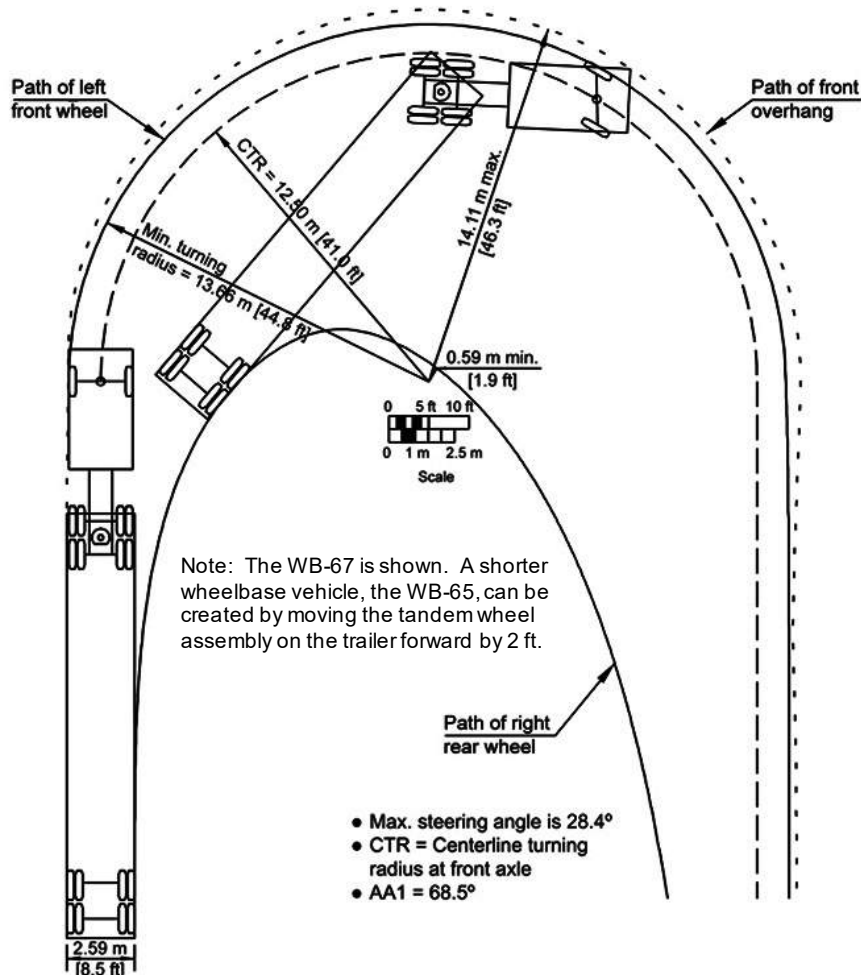 Path of left
front wheel
Path of front
overhang
CTR = 12.50 m [41.0 ft]
14.11 m max.
[46.3 ft]
Min. turning
radius = 13.66 m [44.8 ft]
0.59 m min.
[1.9 ft]
0 5 ft 10 ft
0 1 m 2.5 m
Scale
Note: The WB-67 is shown. A shorter
wheelbase vehicle, the WB-65, can be
created by moving the tandem wheel
assembly on the trailer forward by 2 ft.
Path of right
rear wheel
● Max. steering angle is 28.4º
● CTR = Centerline turning
radius at front axle
● AA1 = 68.5º
2.59 m
[8.5 ft]